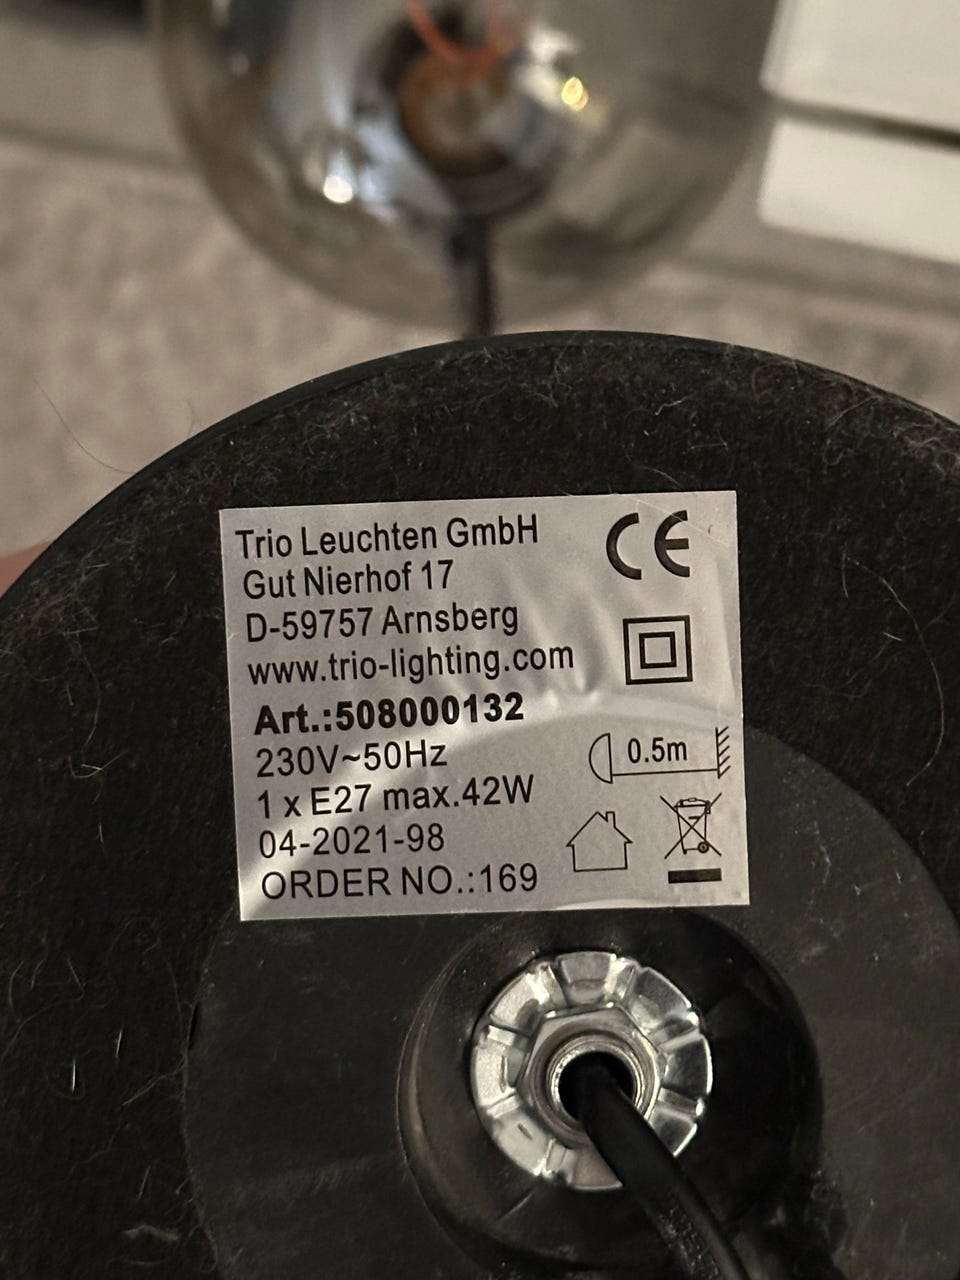 Trio Leuchten GmbH
Gut Nierhof 17
D-59757 Arnsberg
www.trio-lighting.com
Art.:508000132
230V~50Hz
1 x E27 max.42W
04-2021-98
ORDER NO.:169
CE
0.5m